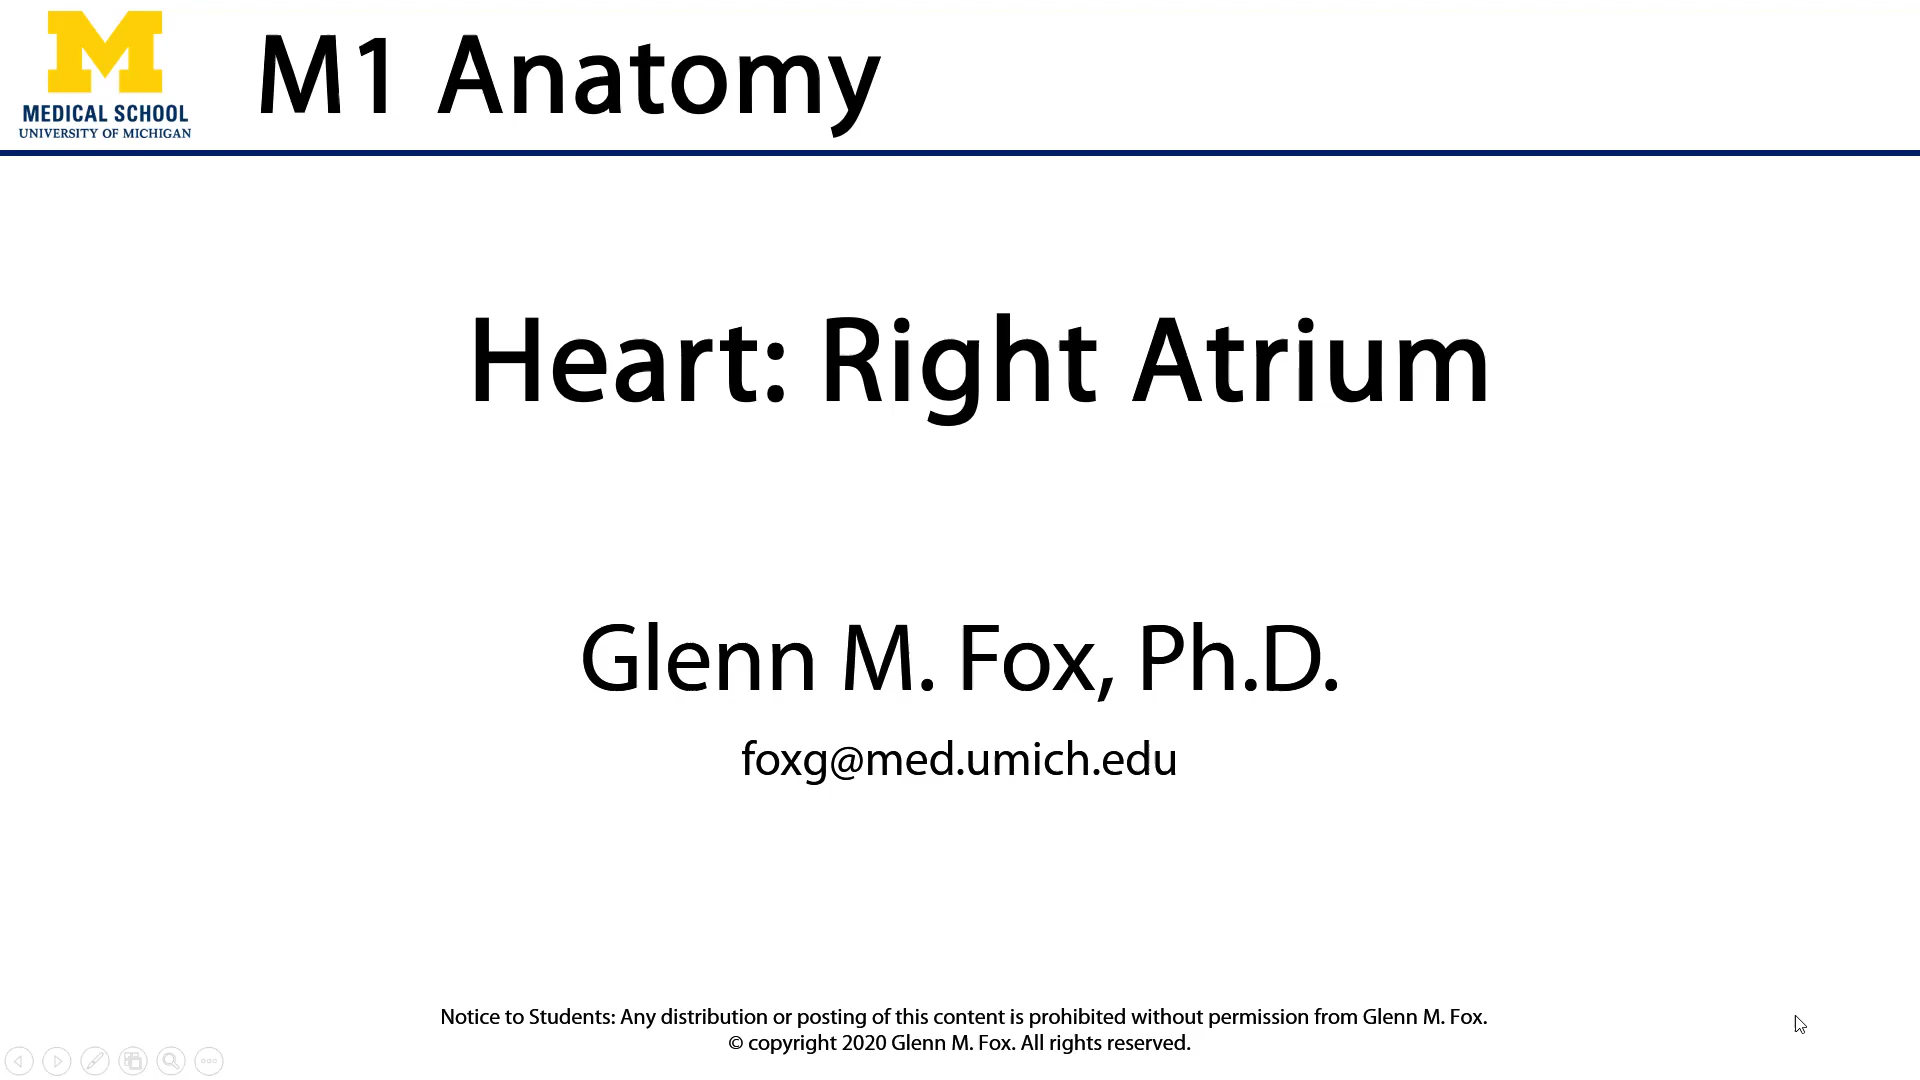 M
MEDICAL SCHOOL
UNIVERSITY OF MICHIGAN
M1 Anatomy
Heart: Right Atrium
Glenn M. Fox, Ph.D.
foxg@med.umich.edu
Notice to Students: Any distribution or posting of this content is prohibited without permission from Glenn M. Fox.
© copyright 2020 Glenn M. Fox. All rights reserved.